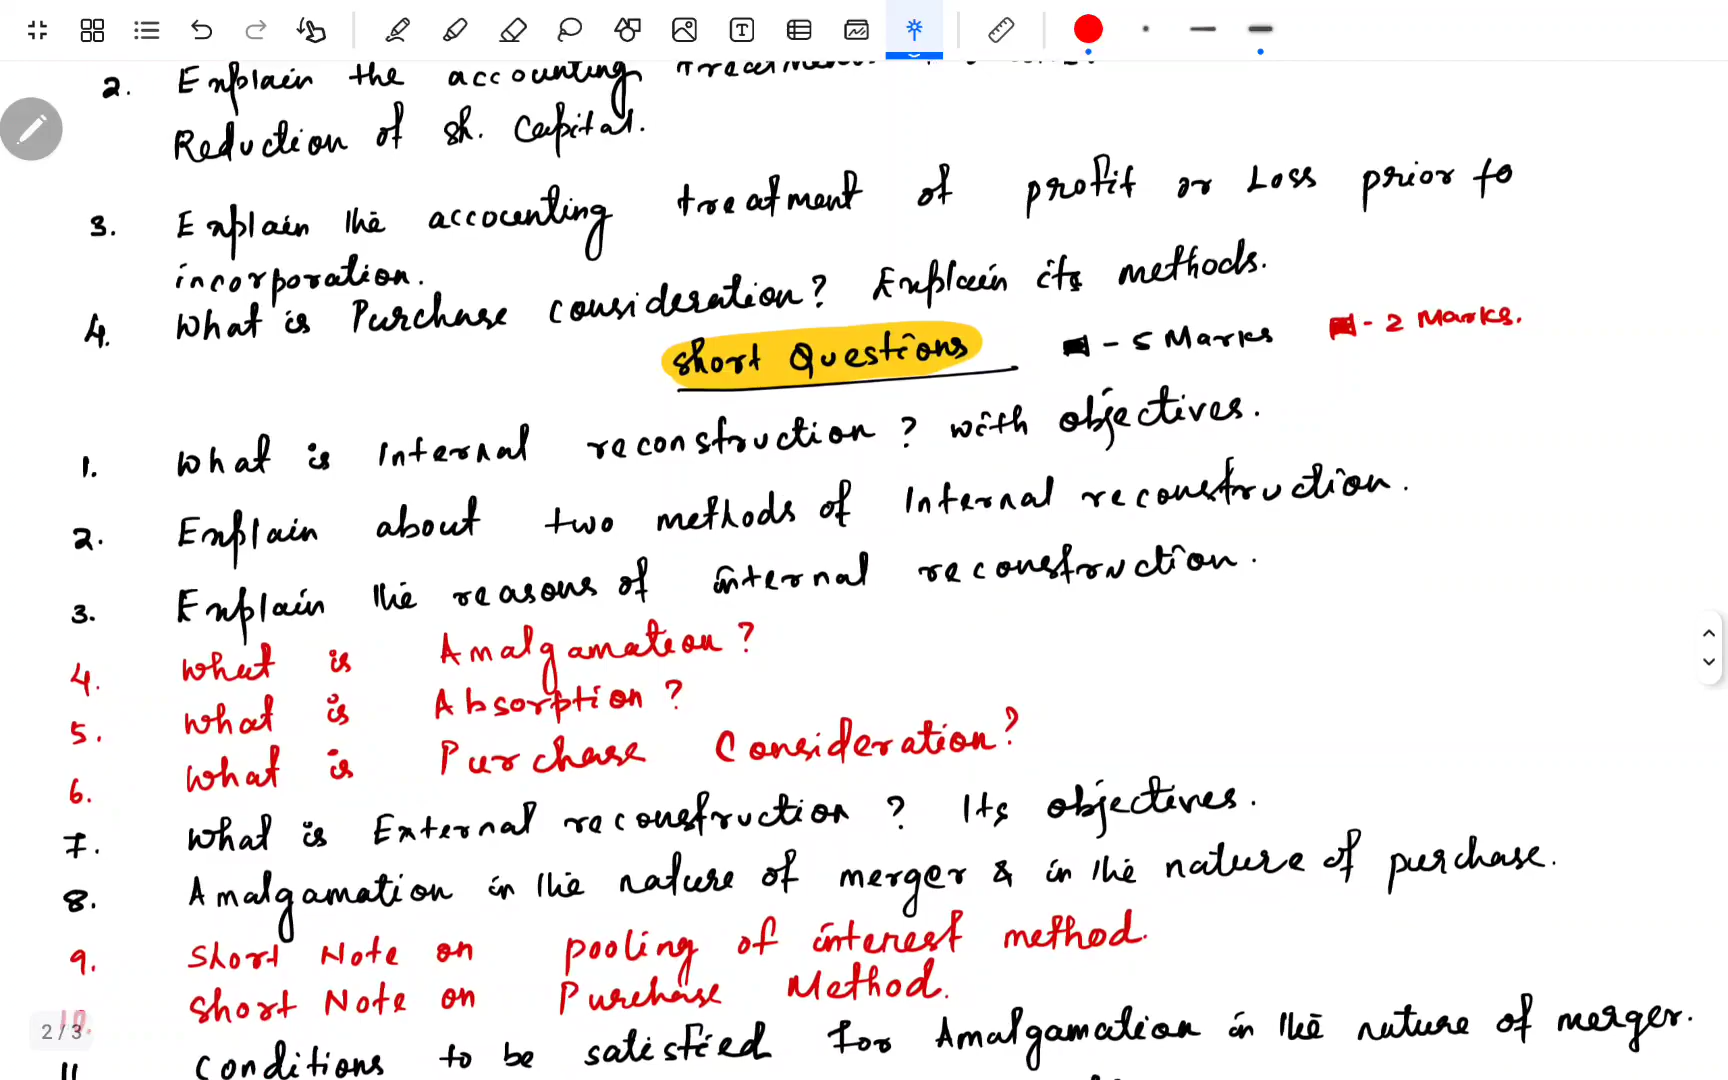 2. Explain the accounting
Reduction of sh. Capital.
3. Explain the accounting treatment of profit or Loss prior to
incorporation.
4. What is Purchase consideration? Explain its methods.
Short Questions - 5 Marks - 2 Marks.
1. What is internal reconstruction? with objectives.
2. Explain about two methods of Internal reconstruction.
3. Explain the reasons of internal reconstruction.
4. What is Amalgamation?
5. What is Absorption?
6. What is Purchase Consideration?
7. What is External reconstruction? Its objectives.
8. Amalgamation in the nature of merger & in the nature of purchase.
9. Short Note on pooling of interest method.
10. Short Note on Purchase Method.
2/3
11 Conditions to be satisfied for Amalgamation in the nature of merger.